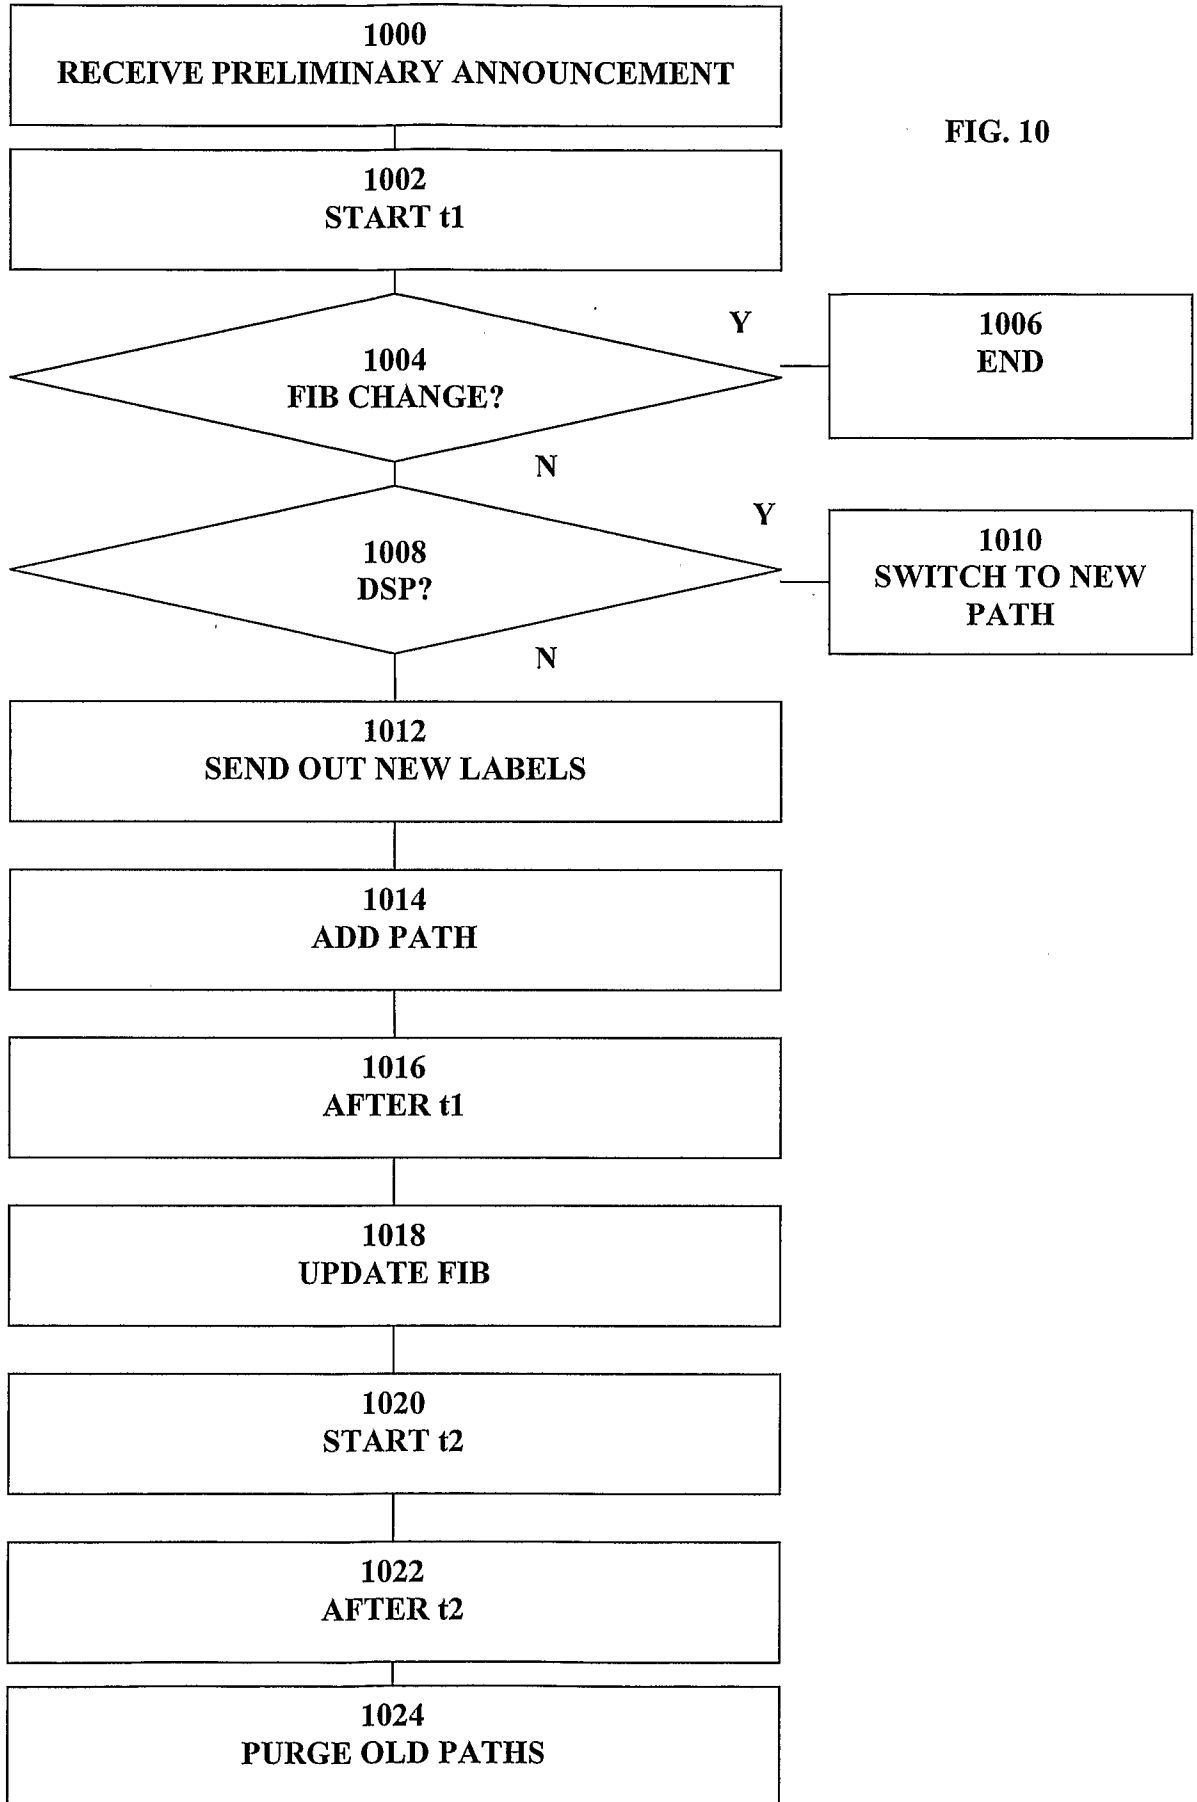 1000
RECEIVE PRELIMINARY ANNOUNCEMENT
FIG. 10
1002
START t1
1004
FIB CHANGE?
Y
1006
END
N
1008
DSP?
Y
1010
SWITCH TO NEW
PATH
N
1012
SEND OUT NEW LABELS
1014
ADD PATH
1016
AFTER t1
1018
UPDATE FIB
1020
START t2
1022
AFTER t2
1024
PURGE OLD PATHS